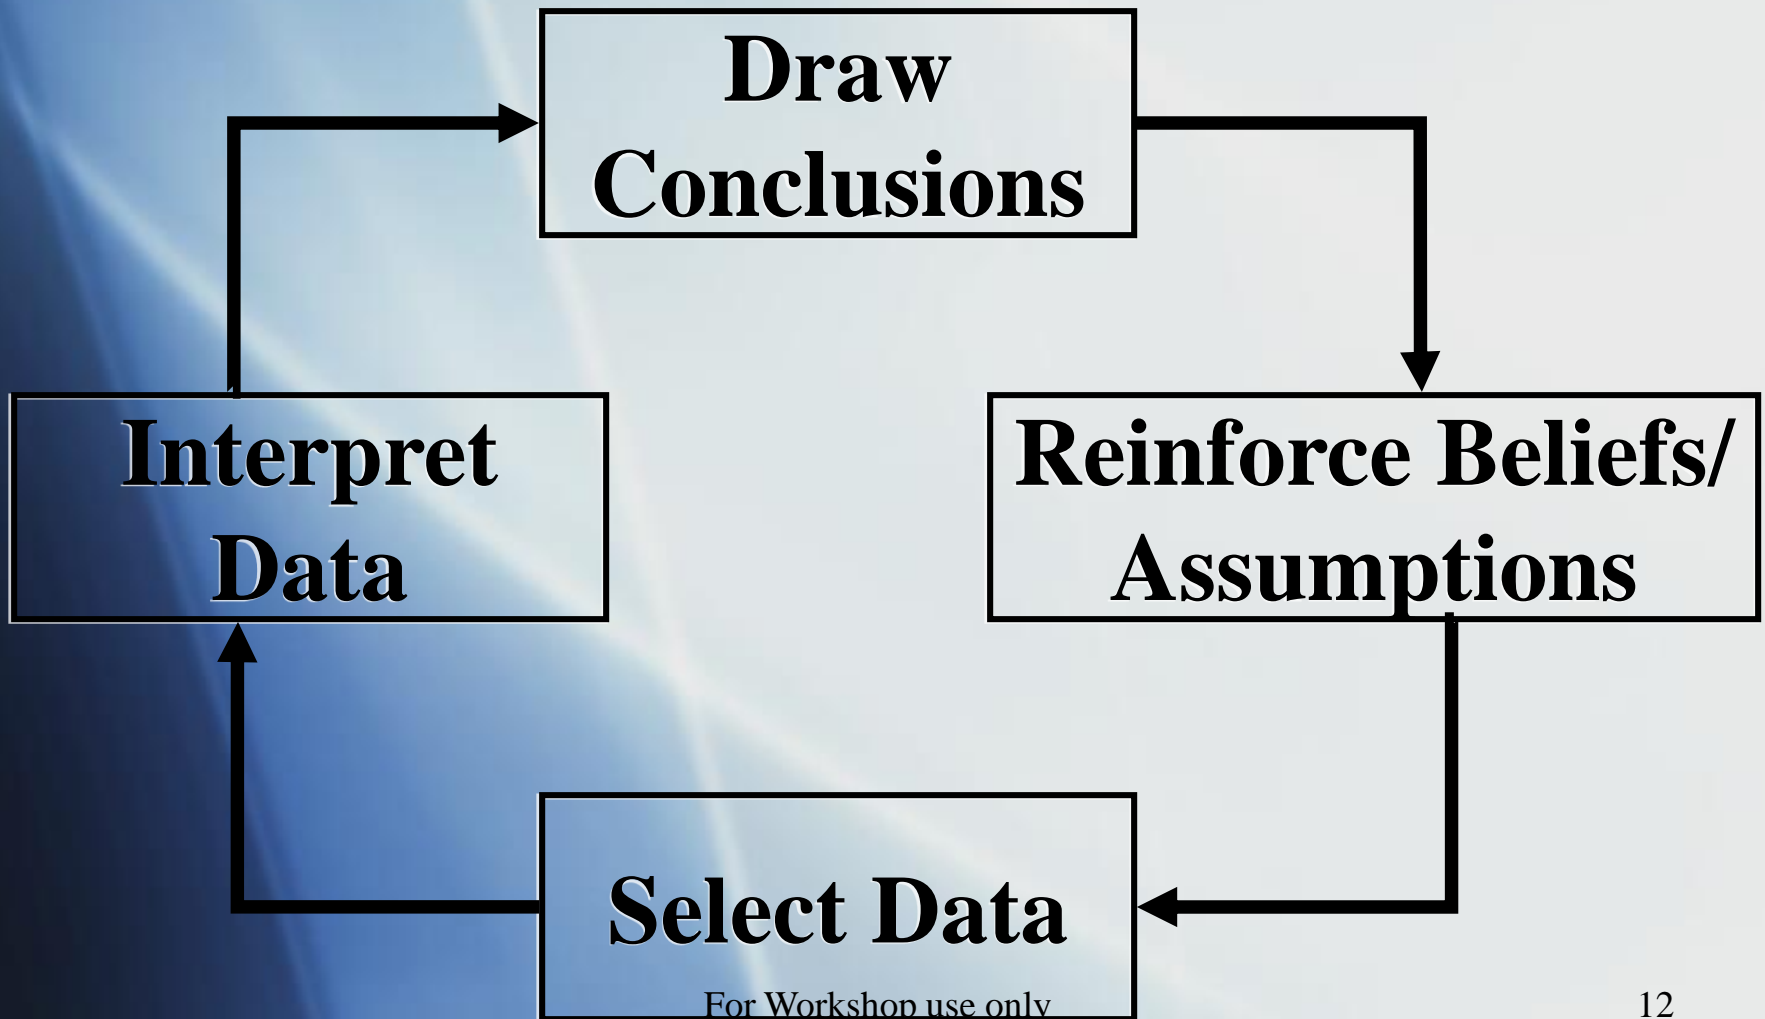 Draw
Conclusions
Interpret
Data
Reinforce Beliefs/
Assumptions
Select Data
For Workshop use only
12